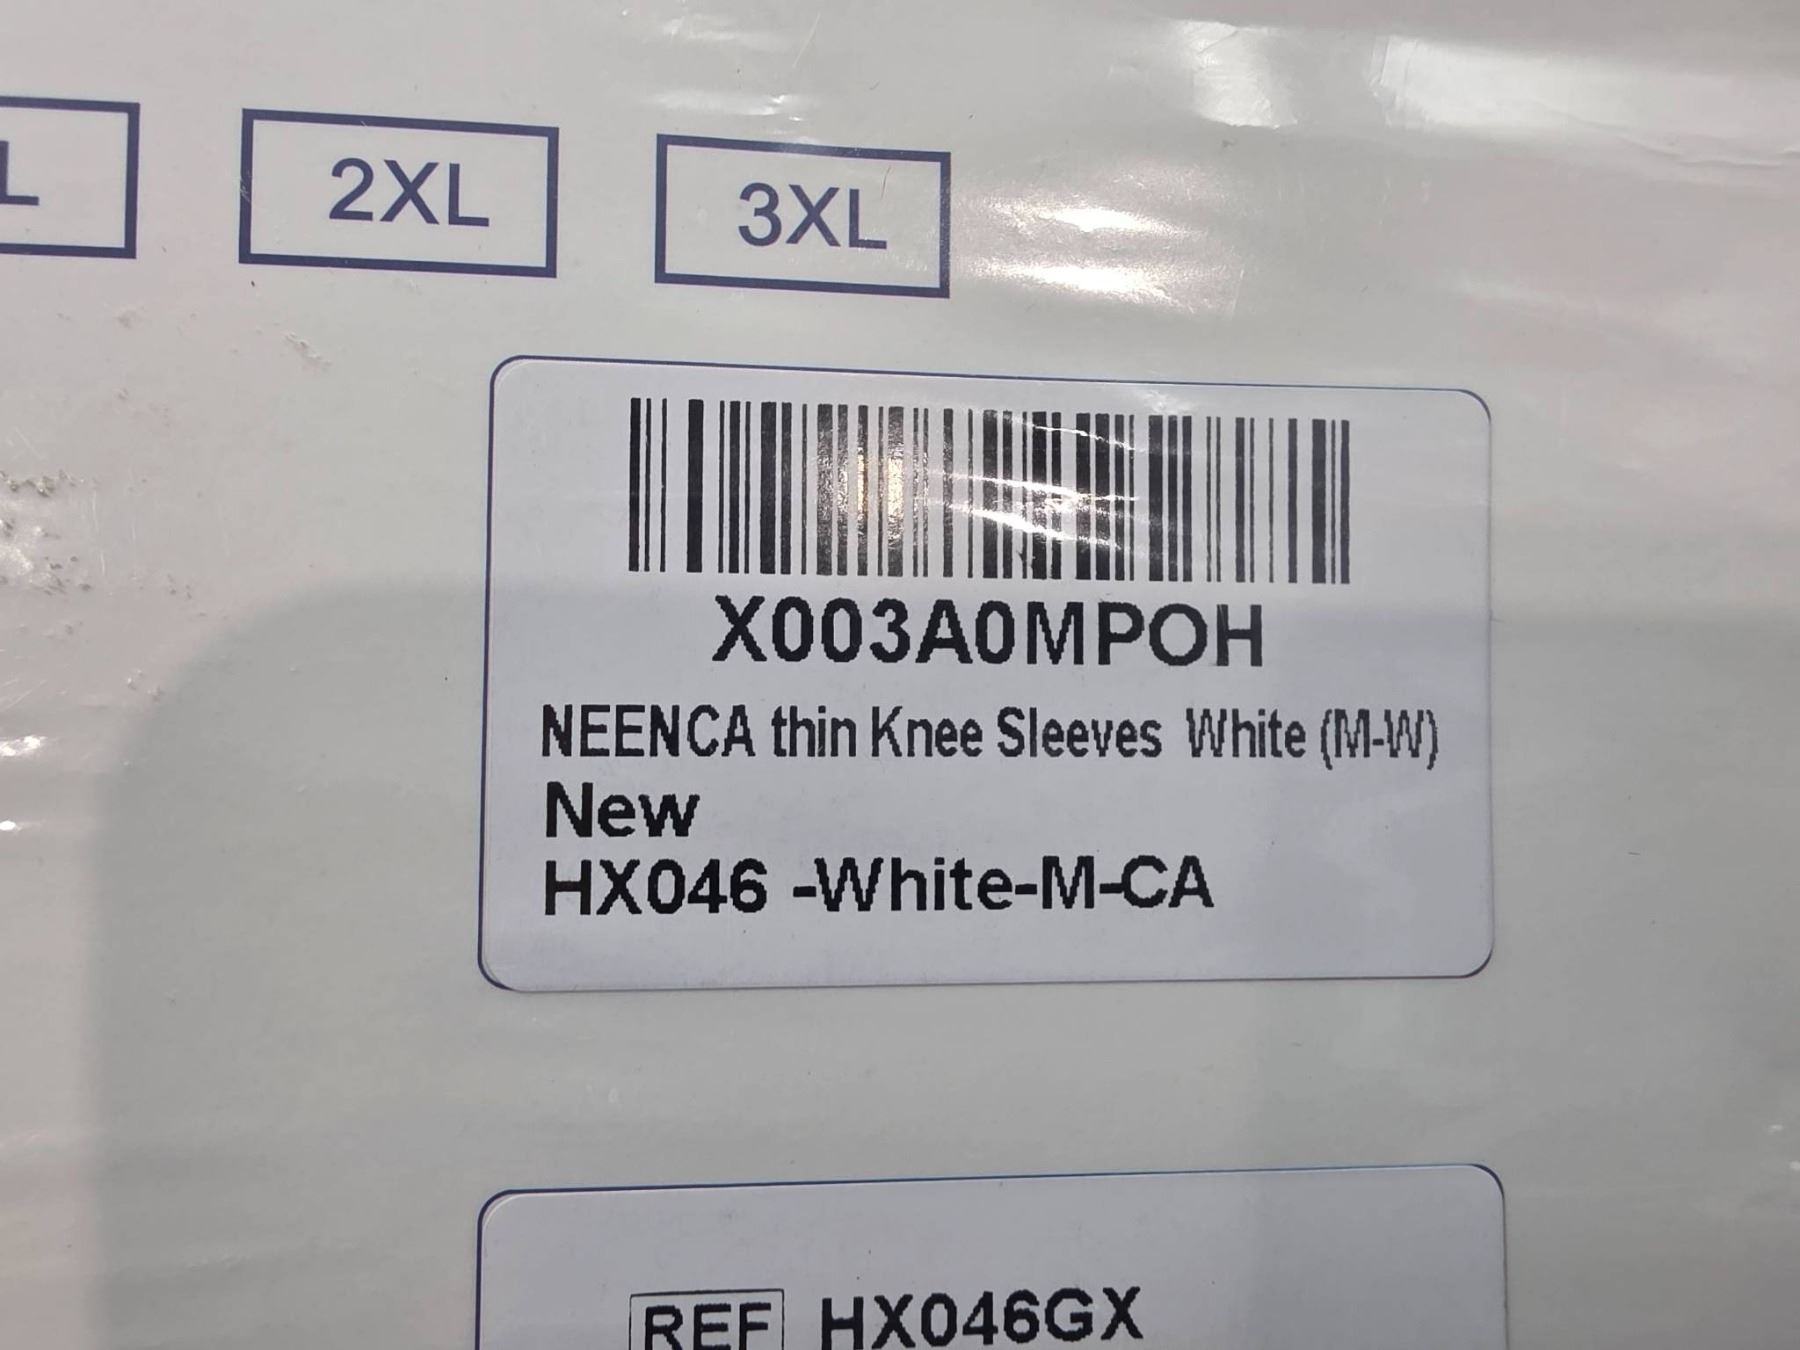 L
2XL
3XL
X003A0MPOH
NEENCA thin Knee Sleeves White (M-W)
New
HX046 -White-M-CA
REF HX046GX